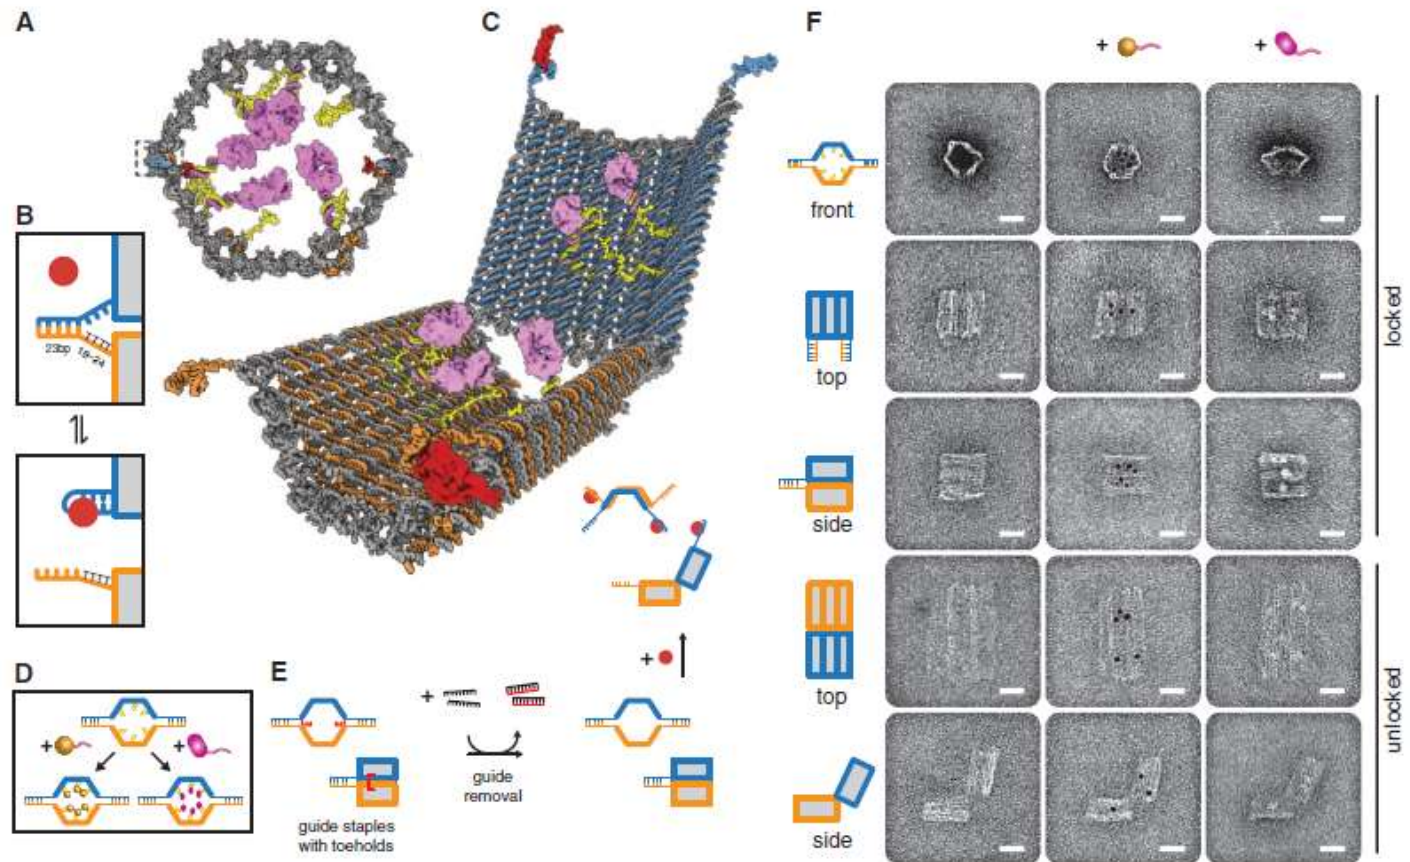 A
C
F
+
+
front
B
23bp 18-24
top
locked
side
D
+
+
E
+
guide
removal
guide staples
with toeholds
+
top
unlocked
side